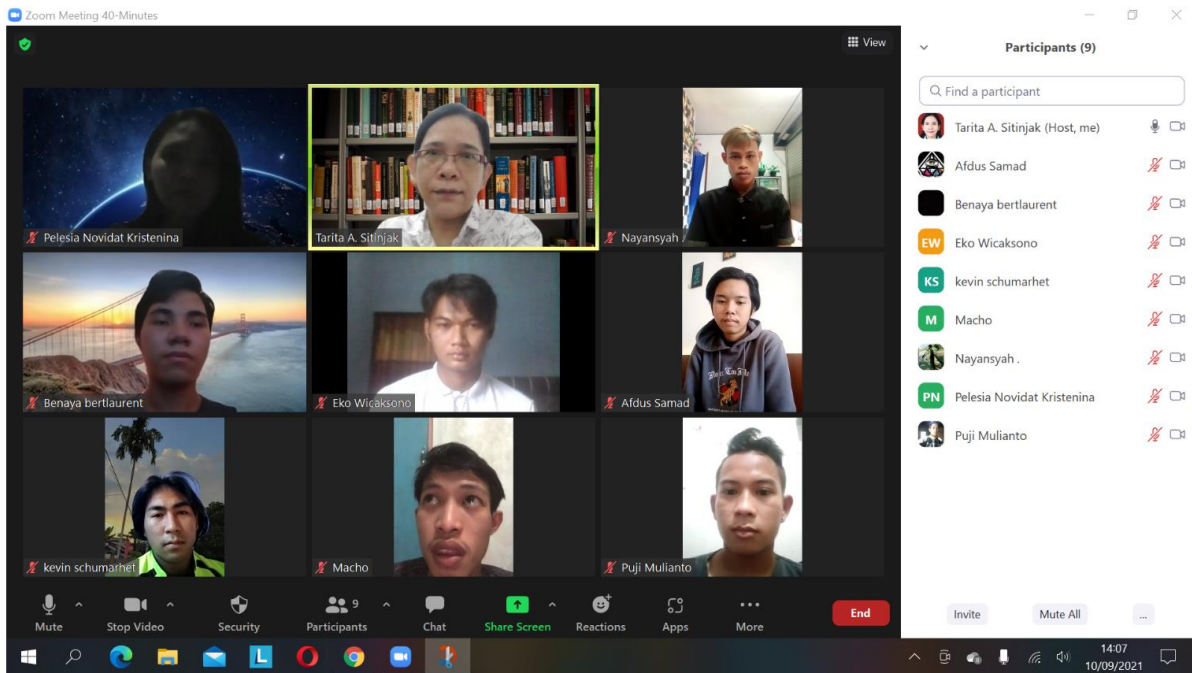 Zoom Meeting 40-Minutes
View
Pelesia Novidat Kristenina
Tarita A. Sitinjak
Nayansyah .
Benaya bertlaurent
Eko Wicaksono
Afdus Samad
kevin schumarhet
Macho
Puji Mulianto
Mute
Stop Video
Security
9
Participants
Chat
Share Screen
Reactions
Apps
More
End
Participants (9)
Find a participant
Tarita A. Sitinjak (Host, me)
Afdus Samad
Benaya bertlaurent
EW Eko Wicaksono
KS kevin schumarhet
M Macho
Nayansyah .
PN Pelesia Novidat Kristenina
Puji Mulianto
Invite
Mute All
...
L
14:07
10/09/2021